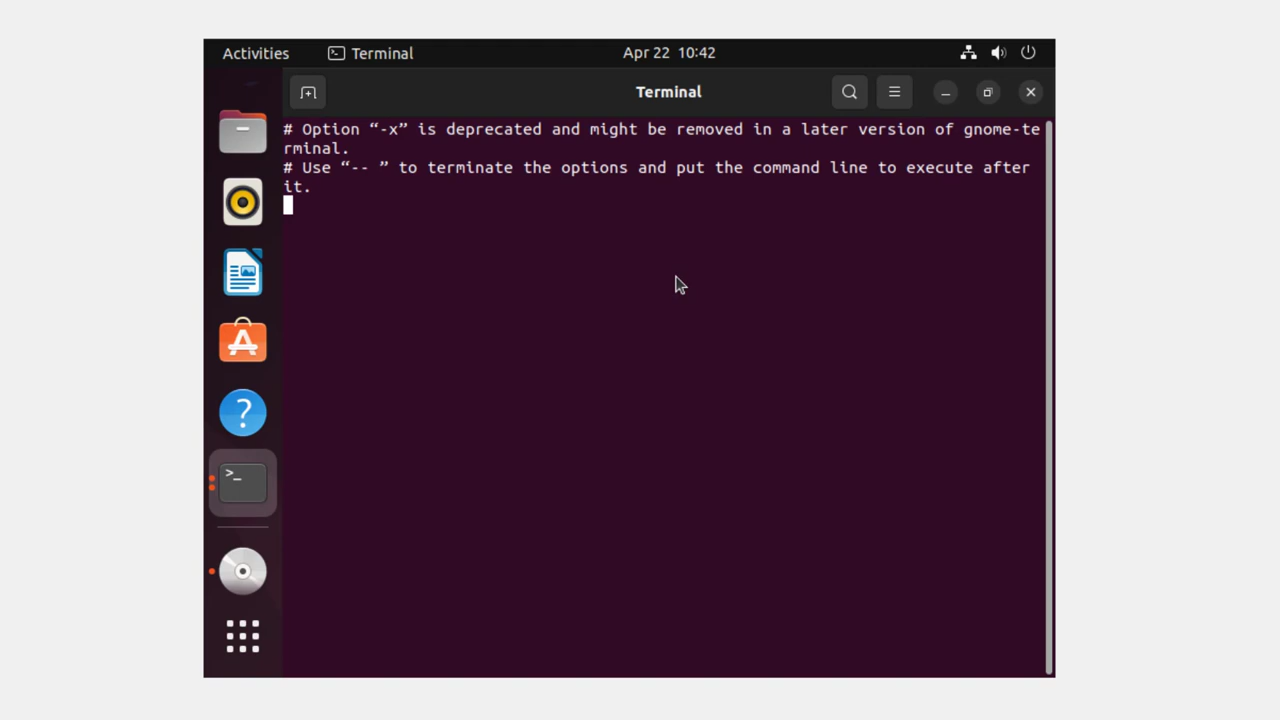 Activities Terminal Apr 22 10:42
Terminal
# Option “-x” is deprecated and might be removed in a later version of gnome-te
rminal.
# Use “-- ” to terminate the options and put the command line to execute after
it.